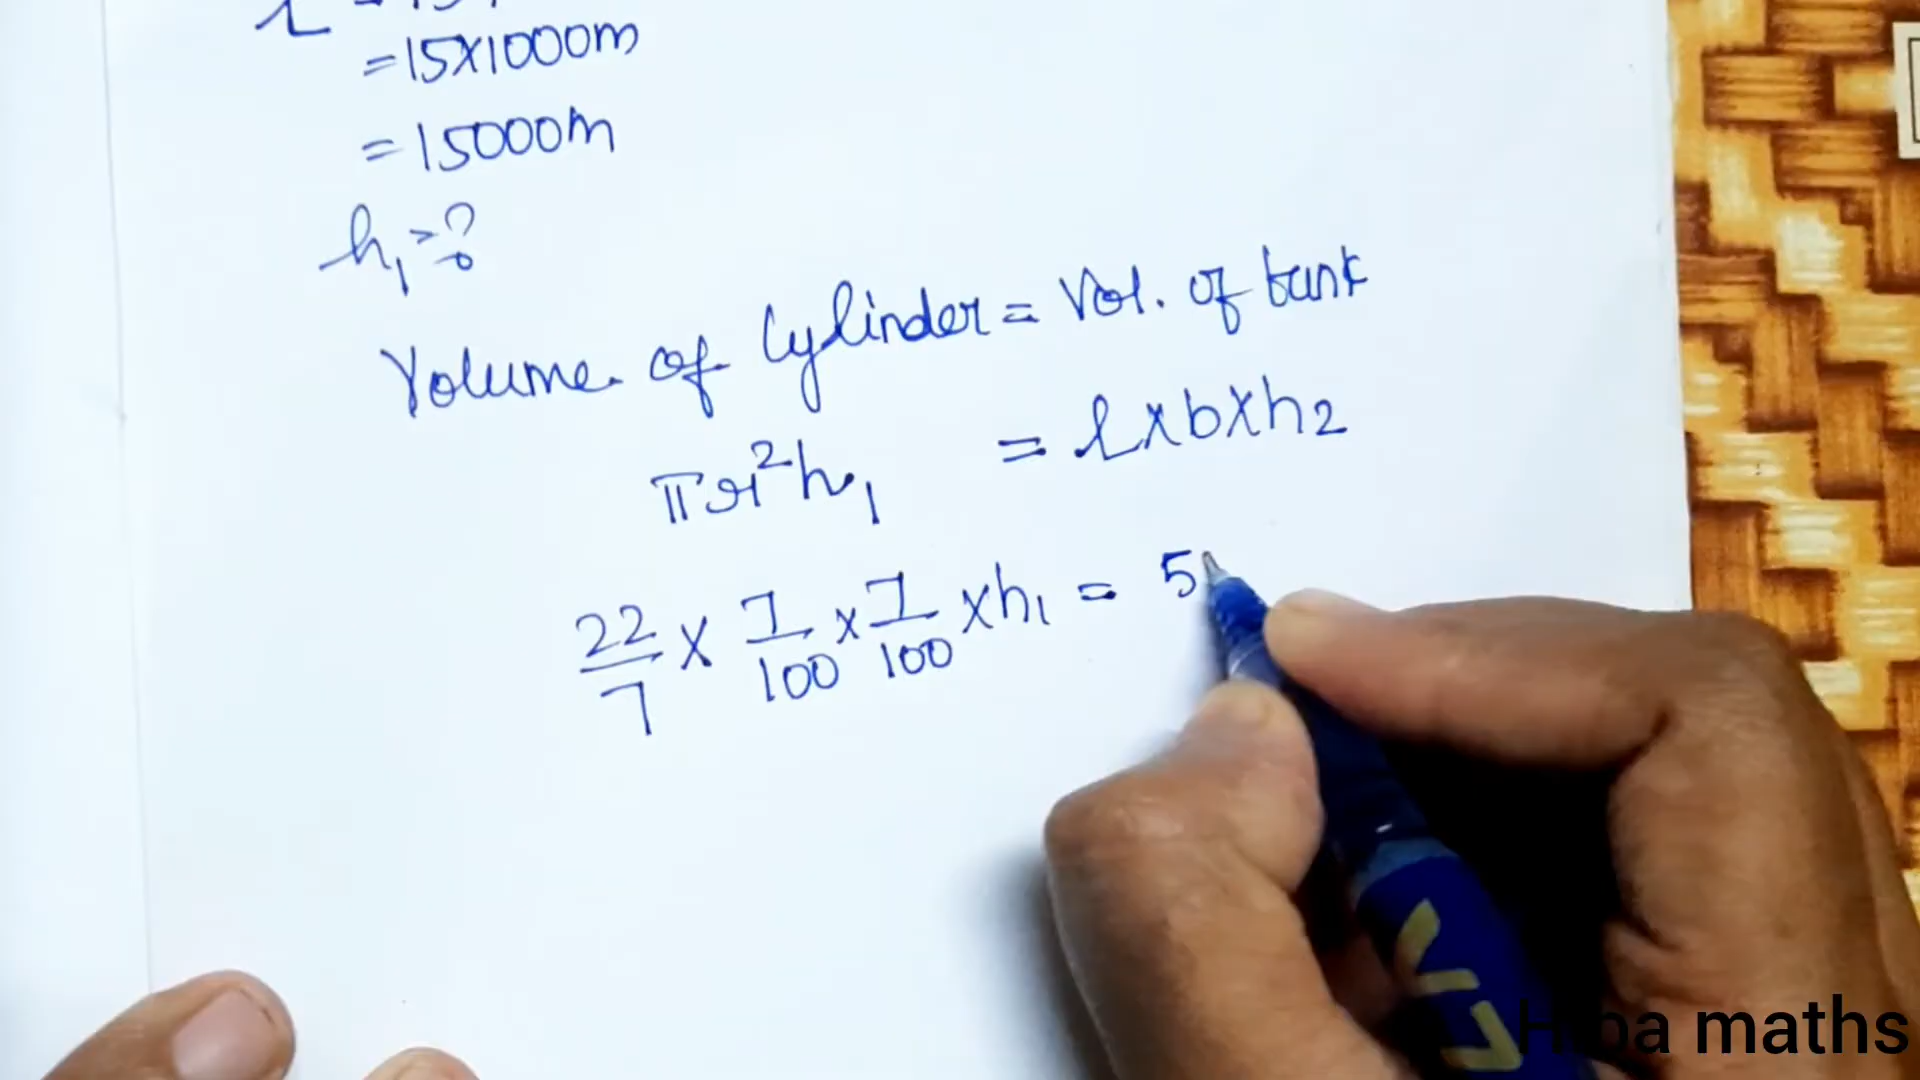 =15X1000m
=15000m
h₁=?
Volume of Cylinder = Vol. of tank
πr²h₁ = l×b×h₂
22/7 × 7/100 × 7/100 ×h₁ = 5
V7
maths